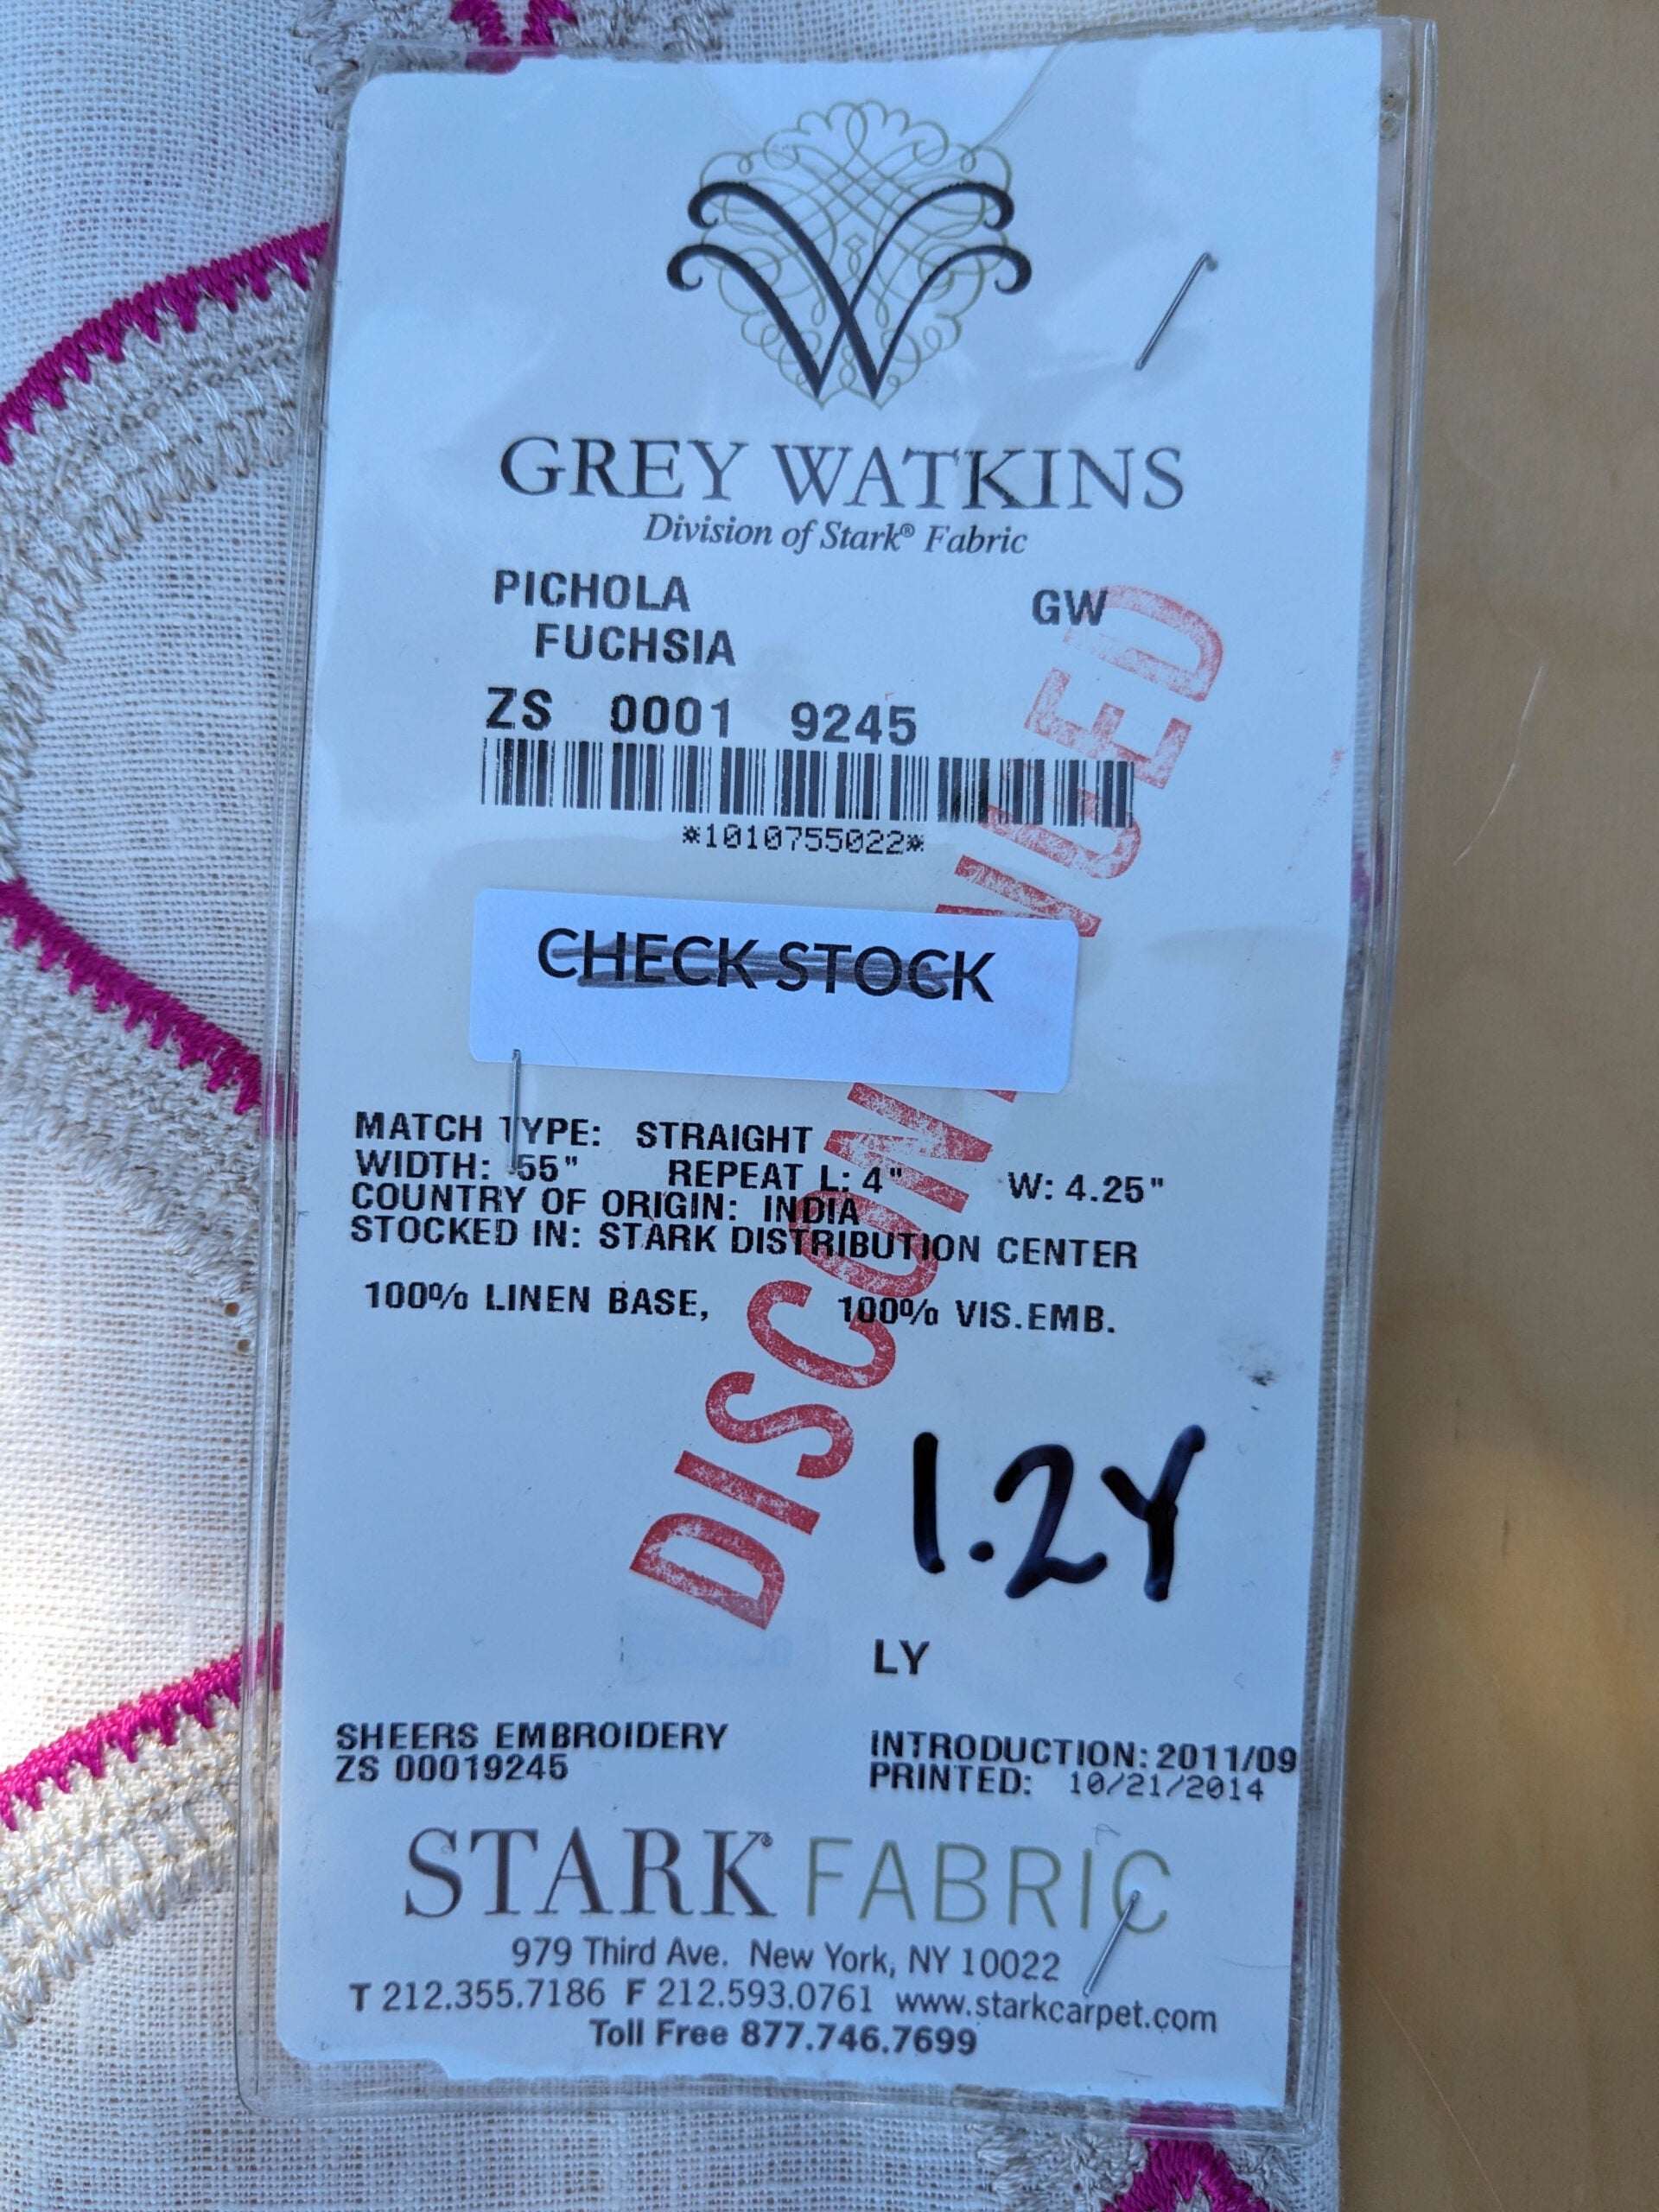 GREY WATKINS
Division of Stark® Fabric
PICHOLA GW
FUCHSIA
ZS 0001 9245
*1010755022*
CHECK STOCK
DISCONTINUED
MATCH TYPE: STRAIGHT
WIDTH: 55" REPEAT L: 4" W: 4.25"
COUNTRY OF ORIGIN: INDIA
STOCKED IN: STARK DISTRIBUTION CENTER
100% LINEN BASE, 100% VIS.EMB.
1.2Y
LY
SHEERS EMBROIDERY INTRODUCTION: 2011/09
ZS 00019245 PRINTED: 10/21/2014
STARK® FABRIC
979 Third Ave. New York, NY 10022
T 212.355.7186 F 212.593.0761 www.starkcarpet.com
Toll Free 877.746.7699